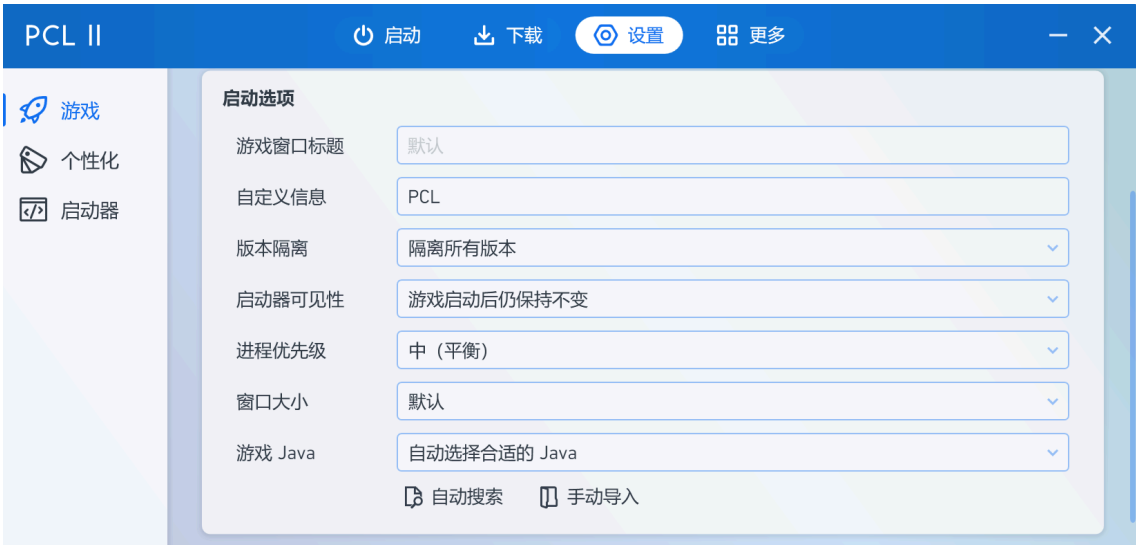 PCL II 启动 下载 设置 更多
游戏
个性化
启动器
启动选项
游戏窗口标题 默认
自定义信息 PCL
版本隔离 隔离所有版本
启动器可见性 游戏启动后仍保持不变
进程优先级 中（平衡）
窗口大小 默认
游戏 Java 自动选择合适的 Java
自动搜索 手动导入